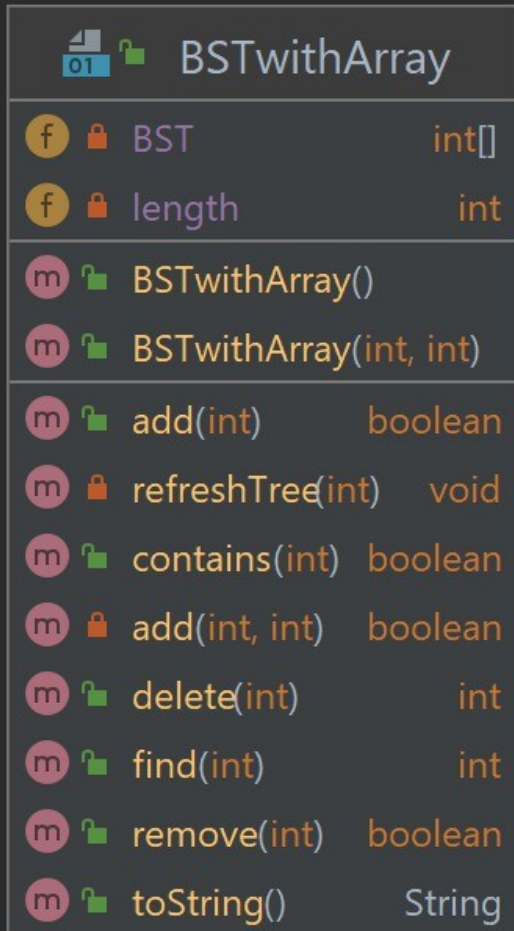 01 BSTwithArray
f BST int[]
f length int
m BSTwithArray()
m BSTwithArray(int, int)
m add(int) boolean
m refreshTree(int) void
m contains(int) boolean
m add(int, int) boolean
m delete(int) int
m find(int) int
m remove(int) boolean
m toString() String